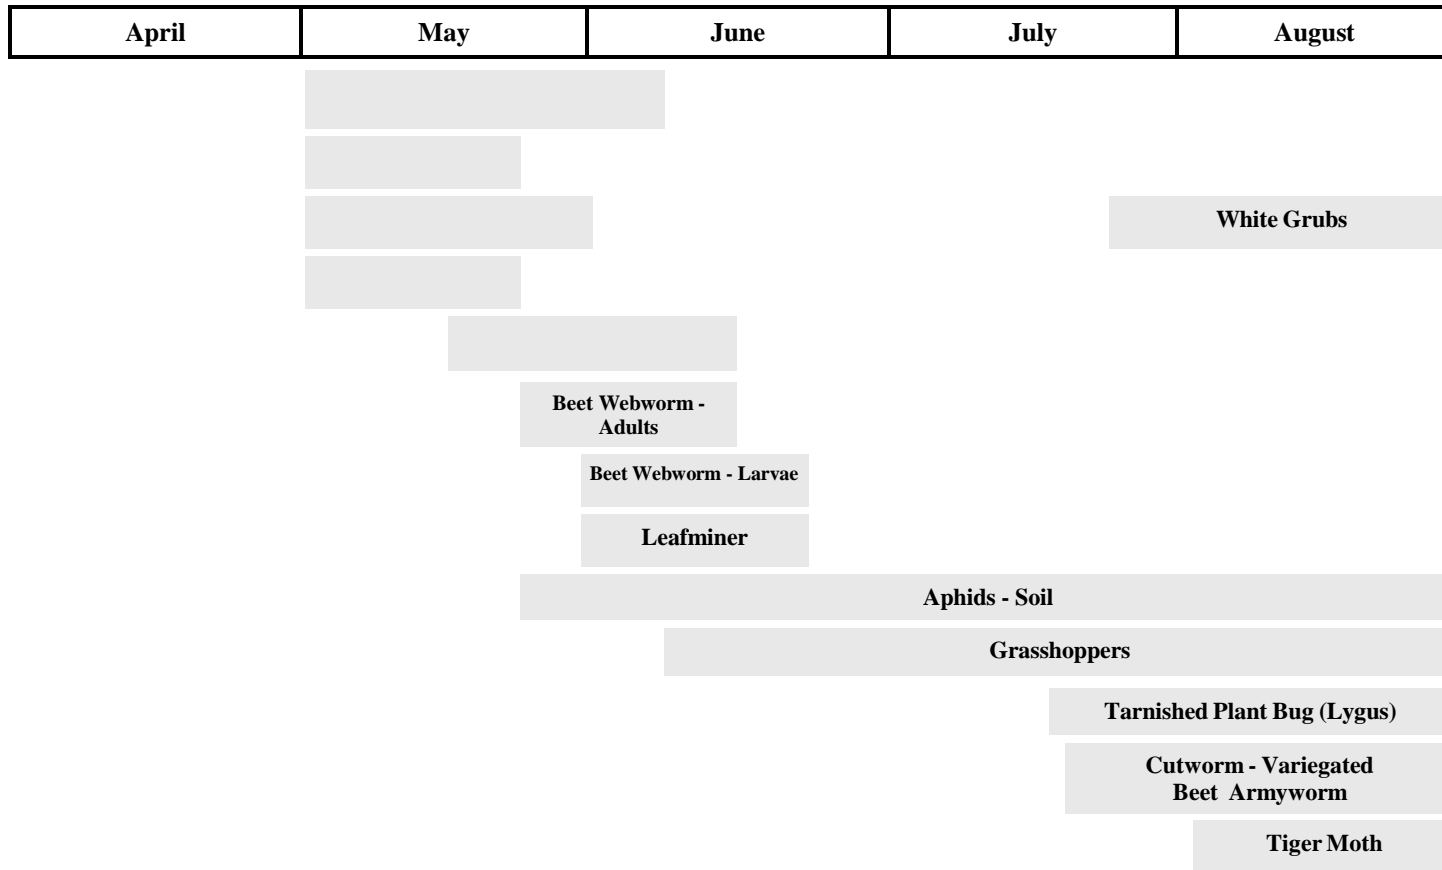 April May June July August
White Grubs
Beet Webworm -
Adults
Beet Webworm - Larvae
Leafminer
Aphids - Soil
Grasshoppers
Tarnished Plant Bug (Lygus)
Cutworm - Variegated
Beet Armyworm
Tiger Moth